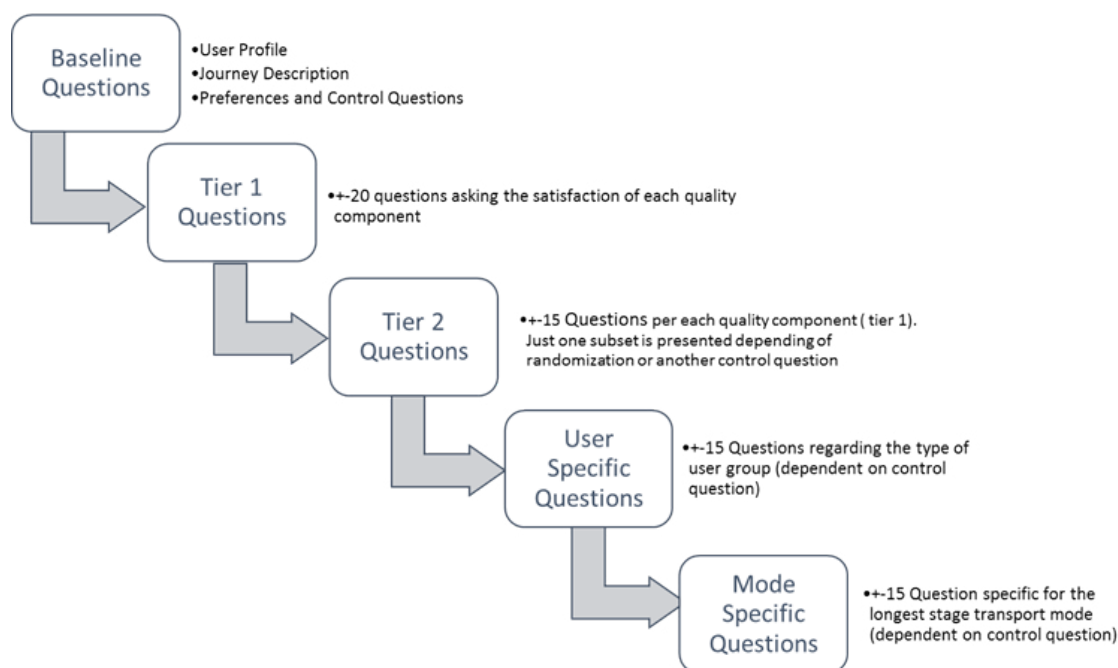 Baseline
Questions
•User Profile
•Journey Description
•Preferences and Control Questions
Tier 1
Questions
•+-20 questions asking the satisfaction of each quality
component
Tier 2
Questions
•+-15 Questions per each quality component ( tier 1).
Just one subset is presented depending of
randomization or another control question
User
Specific
Questions
•+-15 Questions regarding the type of
user group (dependent on control
question)
Mode
Specific
Questions
•+-15 Question specific for the
longest stage transport mode
(dependent on control question)